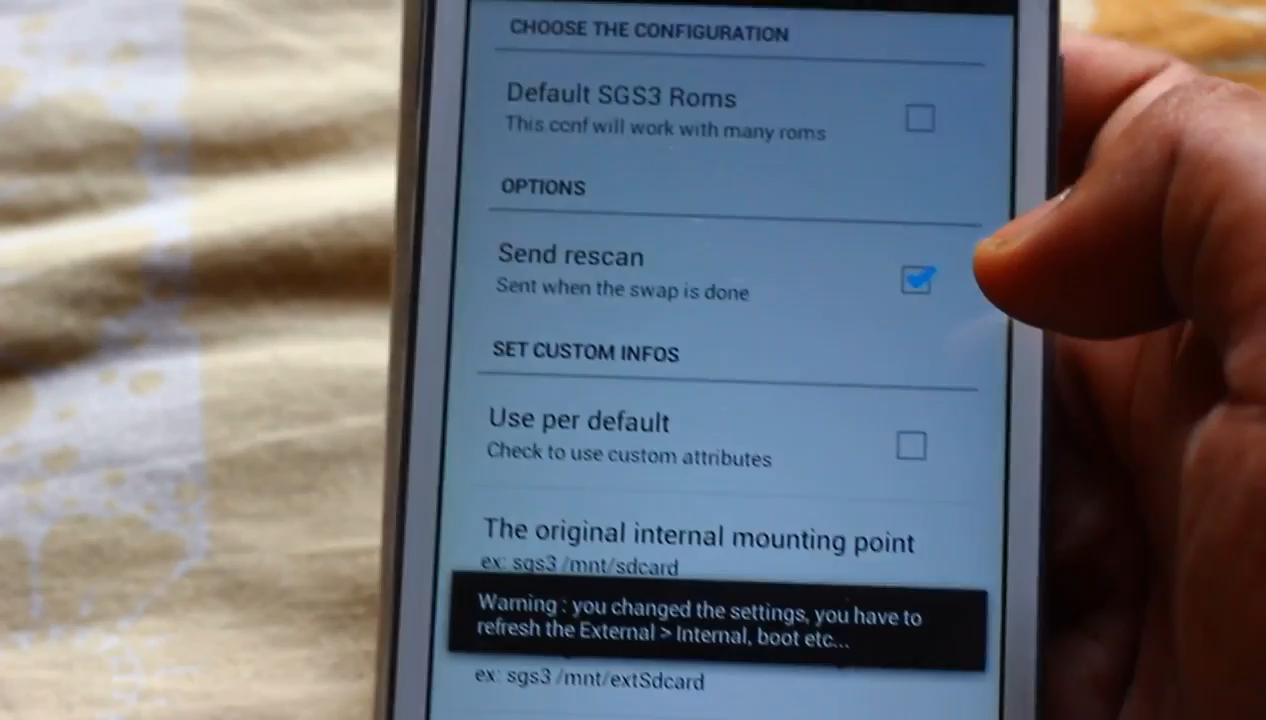 CHOOSE THE CONFIGURATION
Default SGS3 Roms
This conf will work with many roms
OPTIONS
Send rescan
Sent when the swap is done
SET CUSTOM INFOS
Use per default
Check to use custom attributes
The original internal mounting point
ex: sgs3 /mnt/sdcard
Warning : you changed the settings, you have to
refresh the External > Internal, boot etc...
ex: sgs3 /mnt/extSdcard